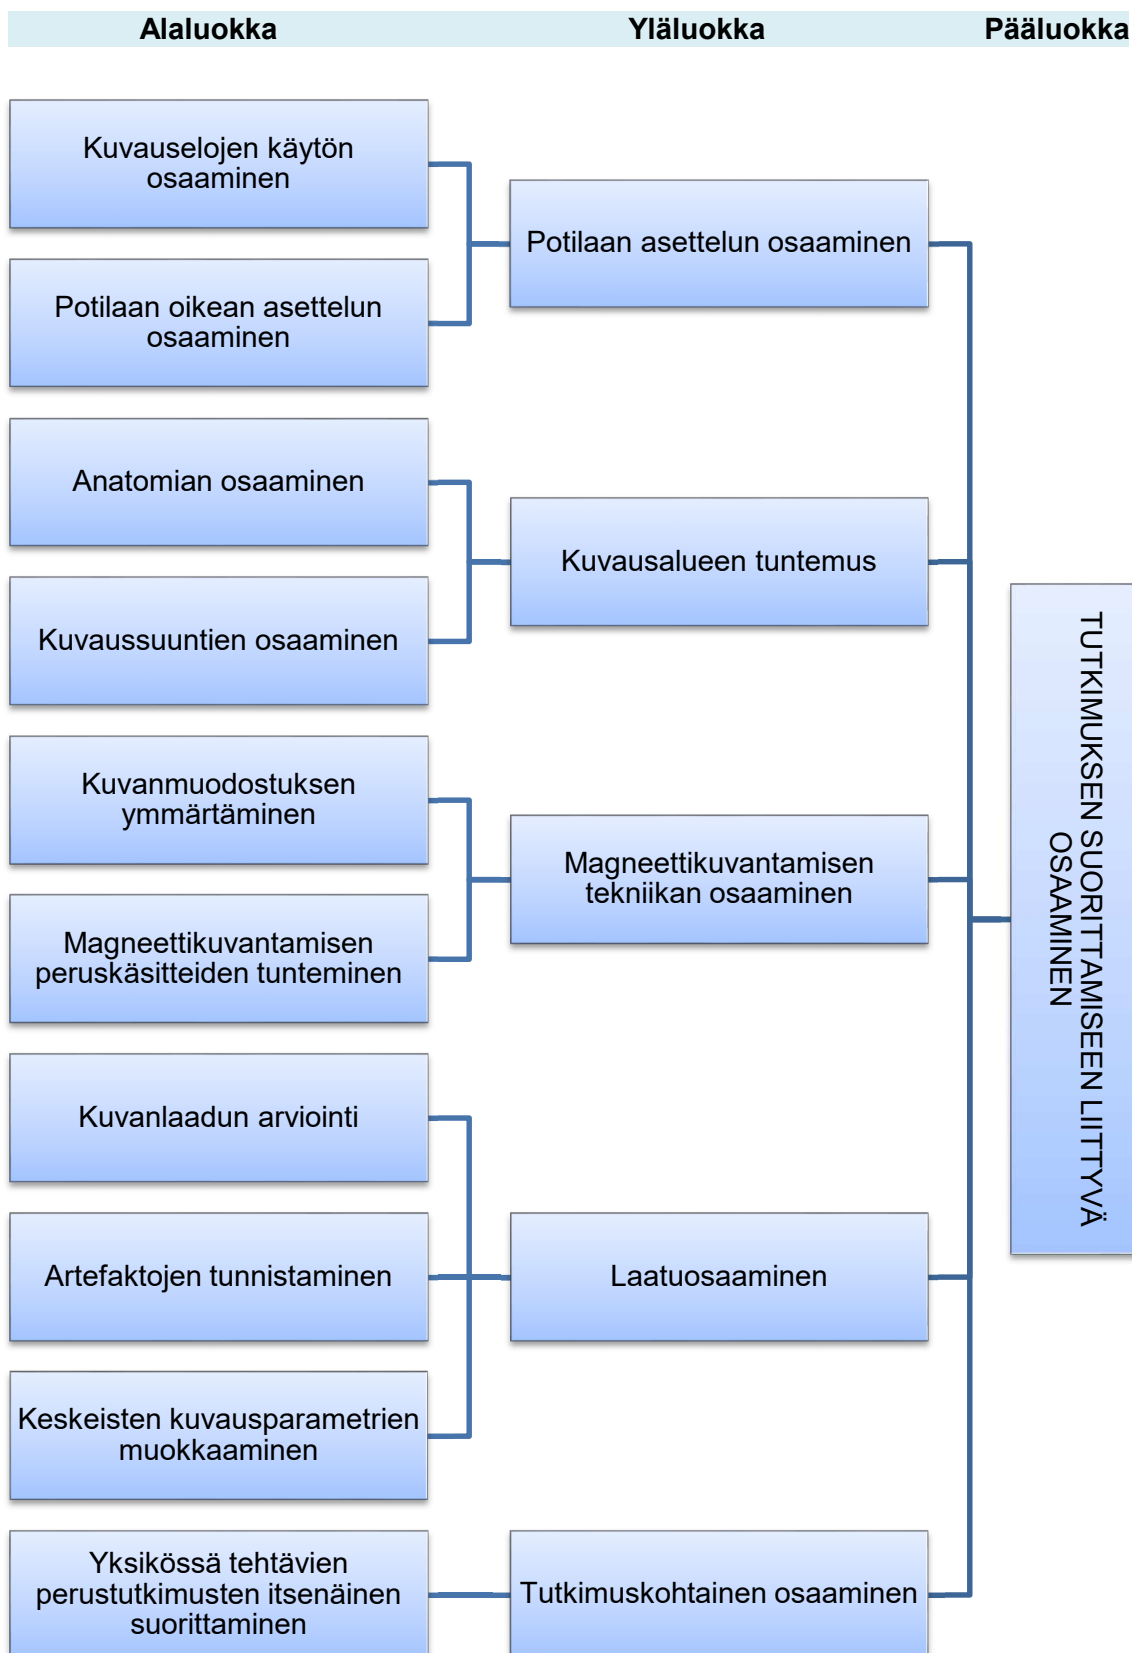 Alaluokka Yläluokka Pääluokka
Kuvauselojen käytön
osaaminen
Potilaan oikean asettelun
osaaminen
Potilaan asettelun osaaminen
Anatomian osaaminen
Kuvaussuuntien osaaminen
Kuvausalueen tuntemus
Kuvanmuodostuksen
ymmärtäminen
Magneettikuvantamisen
peruskäsitteiden tunteminen
Magneettikuvantamisen
tekniikan osaaminen
Kuvanlaadun arviointi
Artefaktojen tunnistaminen
Keskeisten kuvausparametrien
muokkaaminen
Laatuosaaminen
Yksikössä tehtävien
perustutkimusten itsenäinen
suorittaminen
Tutkimuskohtainen osaaminen
TUTKIMUKSEN SUORITTAMISEEN LIITTYVÄ
OSAAMINEN